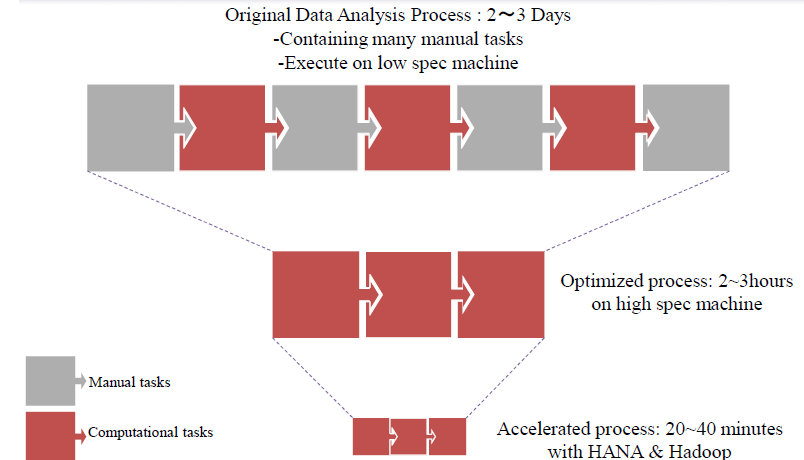 Original Data Analysis Process : 2〜3 Days
-Containing many manual tasks
-Execute on low spec machine
Optimized process: 2~3hours
on high spec machine
Manual tasks
Computational tasks
Accelerated process: 20~40 minutes
with HANA & Hadoop